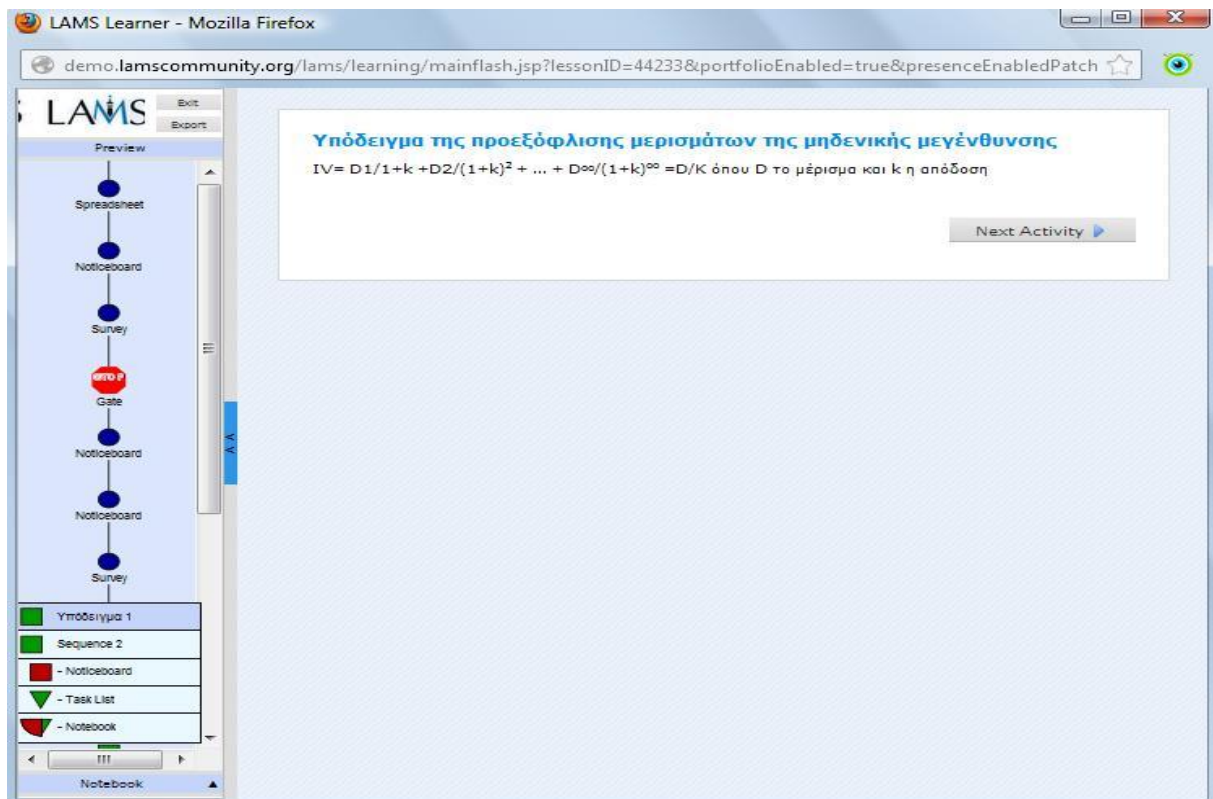 LAMS Learner - Mozilla Firefox
demo.lamscommunity.org/lams/learning/mainflash.jsp?lessonID=44233&portfolioEnabled=true&presenceEnabledPatch
LAMS
Exit
Export
Preview
Spreadsheet
Noticeboard
Survey
STOP
Gate
Noticeboard
Noticeboard
Survey
Υπόδειγμα 1
Sequence 2
- Noticeboard
- Task List
- Notebook
Notebook
Υπόδειγμα της προεξόφλισης μερισμάτων της μηδενικής μεγένθυνσης
IV= D1/1+k +D2/(1+k)² + ... + D∞/(1+k)∞ =D/K όπου D το μέρισμα και k η απόδοση
Next Activity